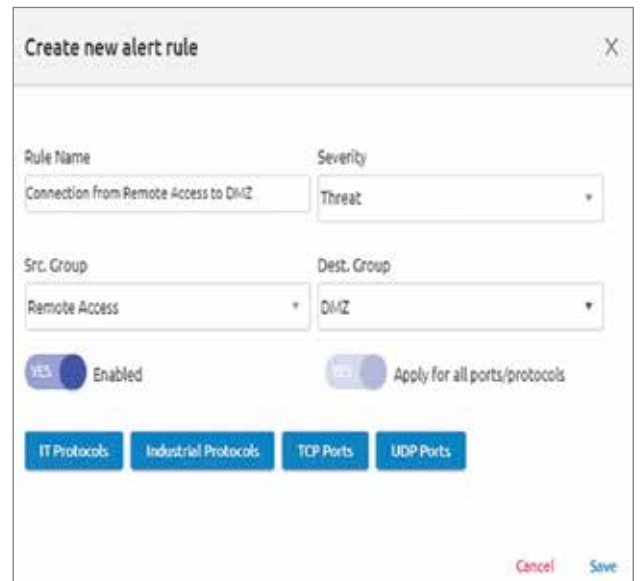 Create new alert rule X
Rule Name Severity
Connection from Remote Access to DMZ Threat
Src. Group Dest. Group
Remote Access DMZ
YES Enabled YES Apply for all ports/protocols
IT Protocols Industrial Protocols TCP Ports UDP Ports
Cancel Save